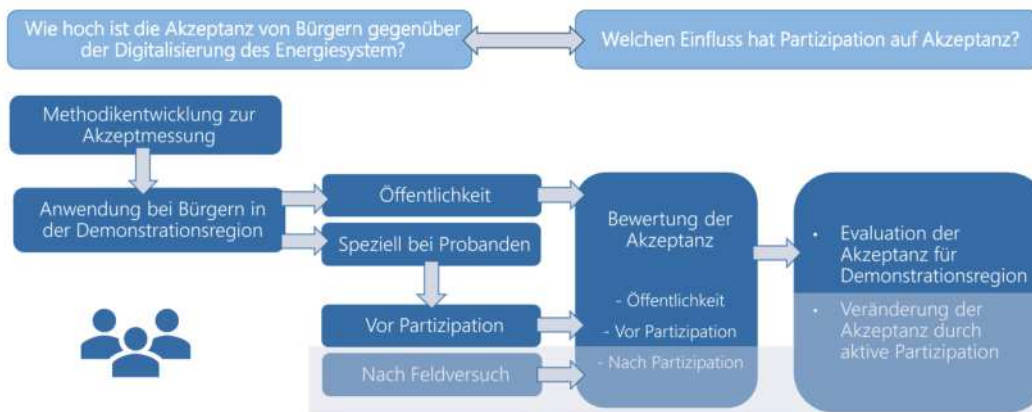 Wie hoch ist die Akzeptanz von Bürgern gegenüber
der Digitalisierung des Energiesystem?
Welchen Einfluss hat Partizipation auf Akzeptanz?
Methodikentwicklung zur
Akzeptmessung
Anwendung bei Bürgern in
der Demonstrationsregion
Öffentlichkeit
Speziell bei Probanden
Vor Partizipation
Nach Feldversuch
Bewertung der
Akzeptanz
- Öffentlichkeit
- Vor Partizipation
- Nach Partizipation
• Evaluation der
Akzeptanz für
Demonstrationsregion
• Veränderung der
Akzeptanz durch
aktive Partizipation